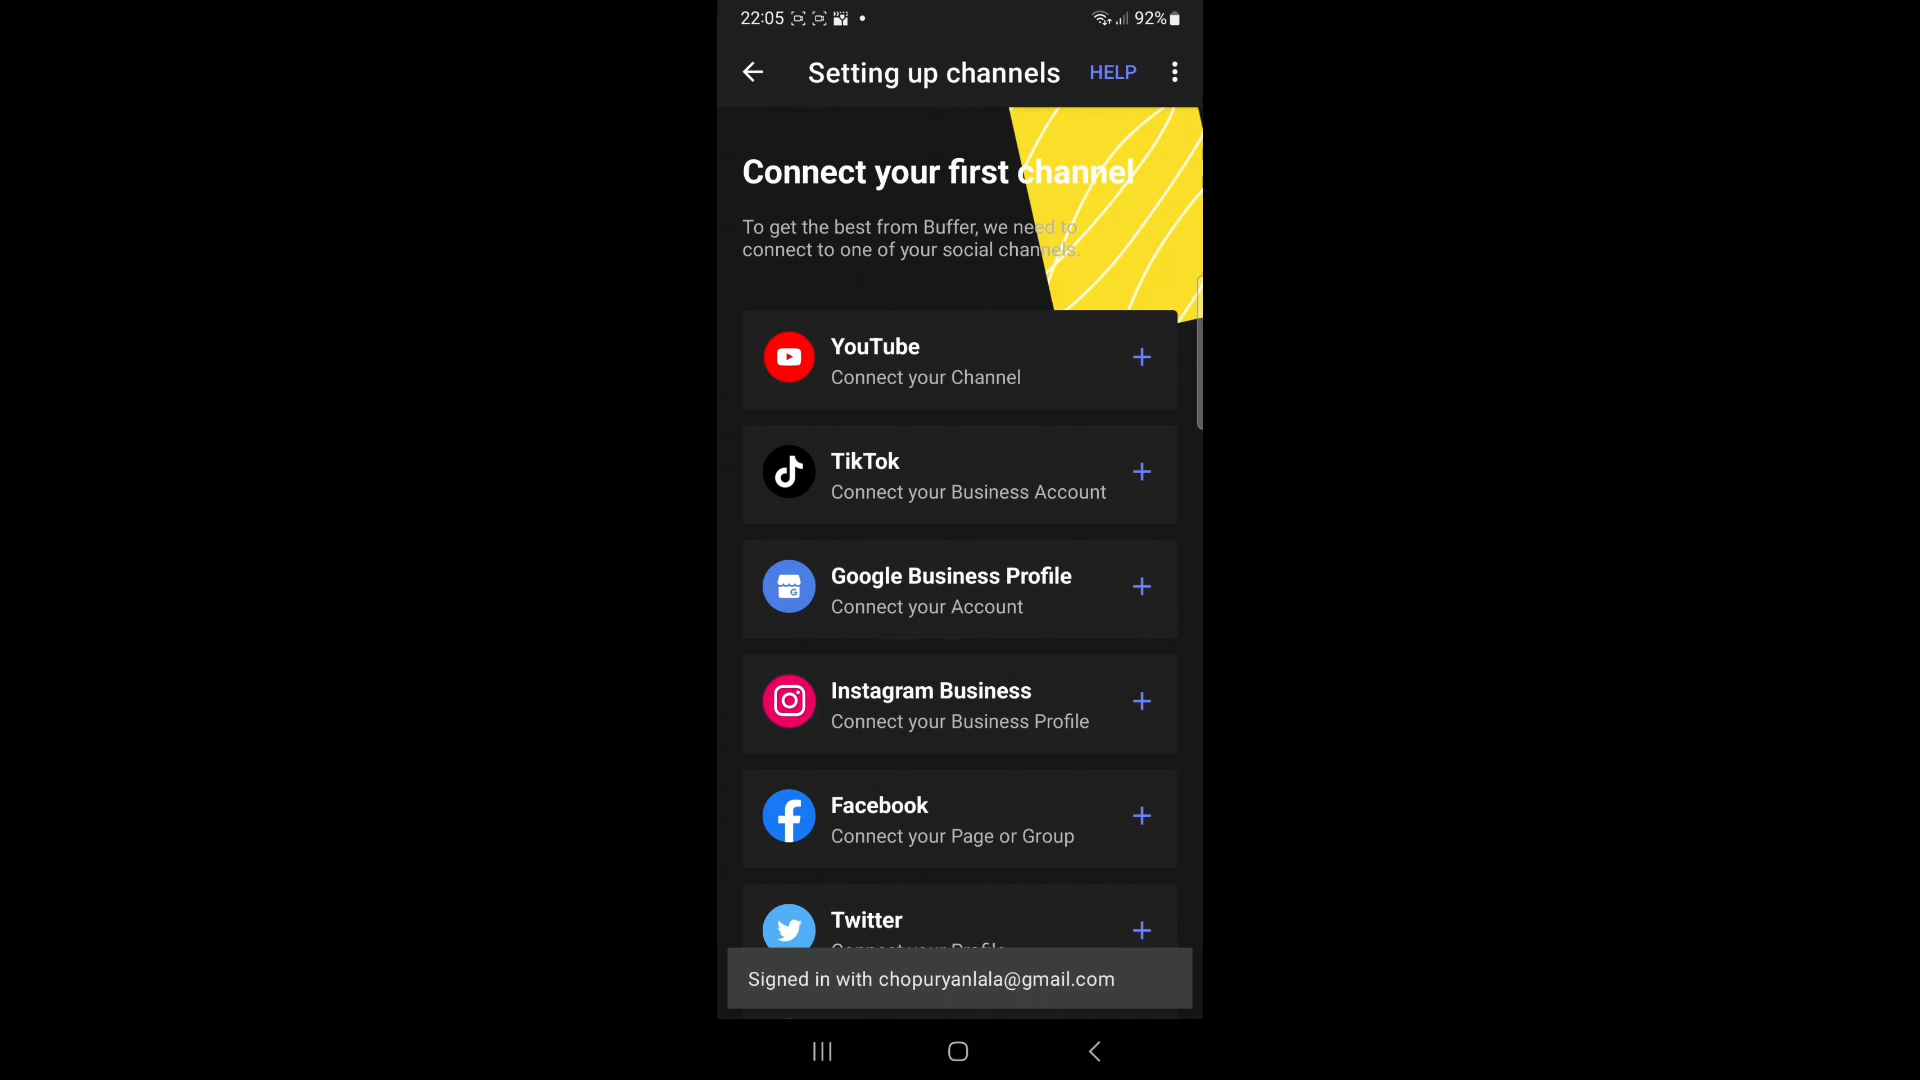 22:05 92%
Setting up channels HELP
Connect your first channel
To get the best from Buffer, we need to
connect to one of your social channels.
YouTube
Connect your Channel
TikTok
Connect your Business Account
Google Business Profile
Connect your Account
Instagram Business
Connect your Business Profile
Facebook
Connect your Page or Group
Twitter
Connect your Profile
Signed in with chopuryanlala@gmail.com